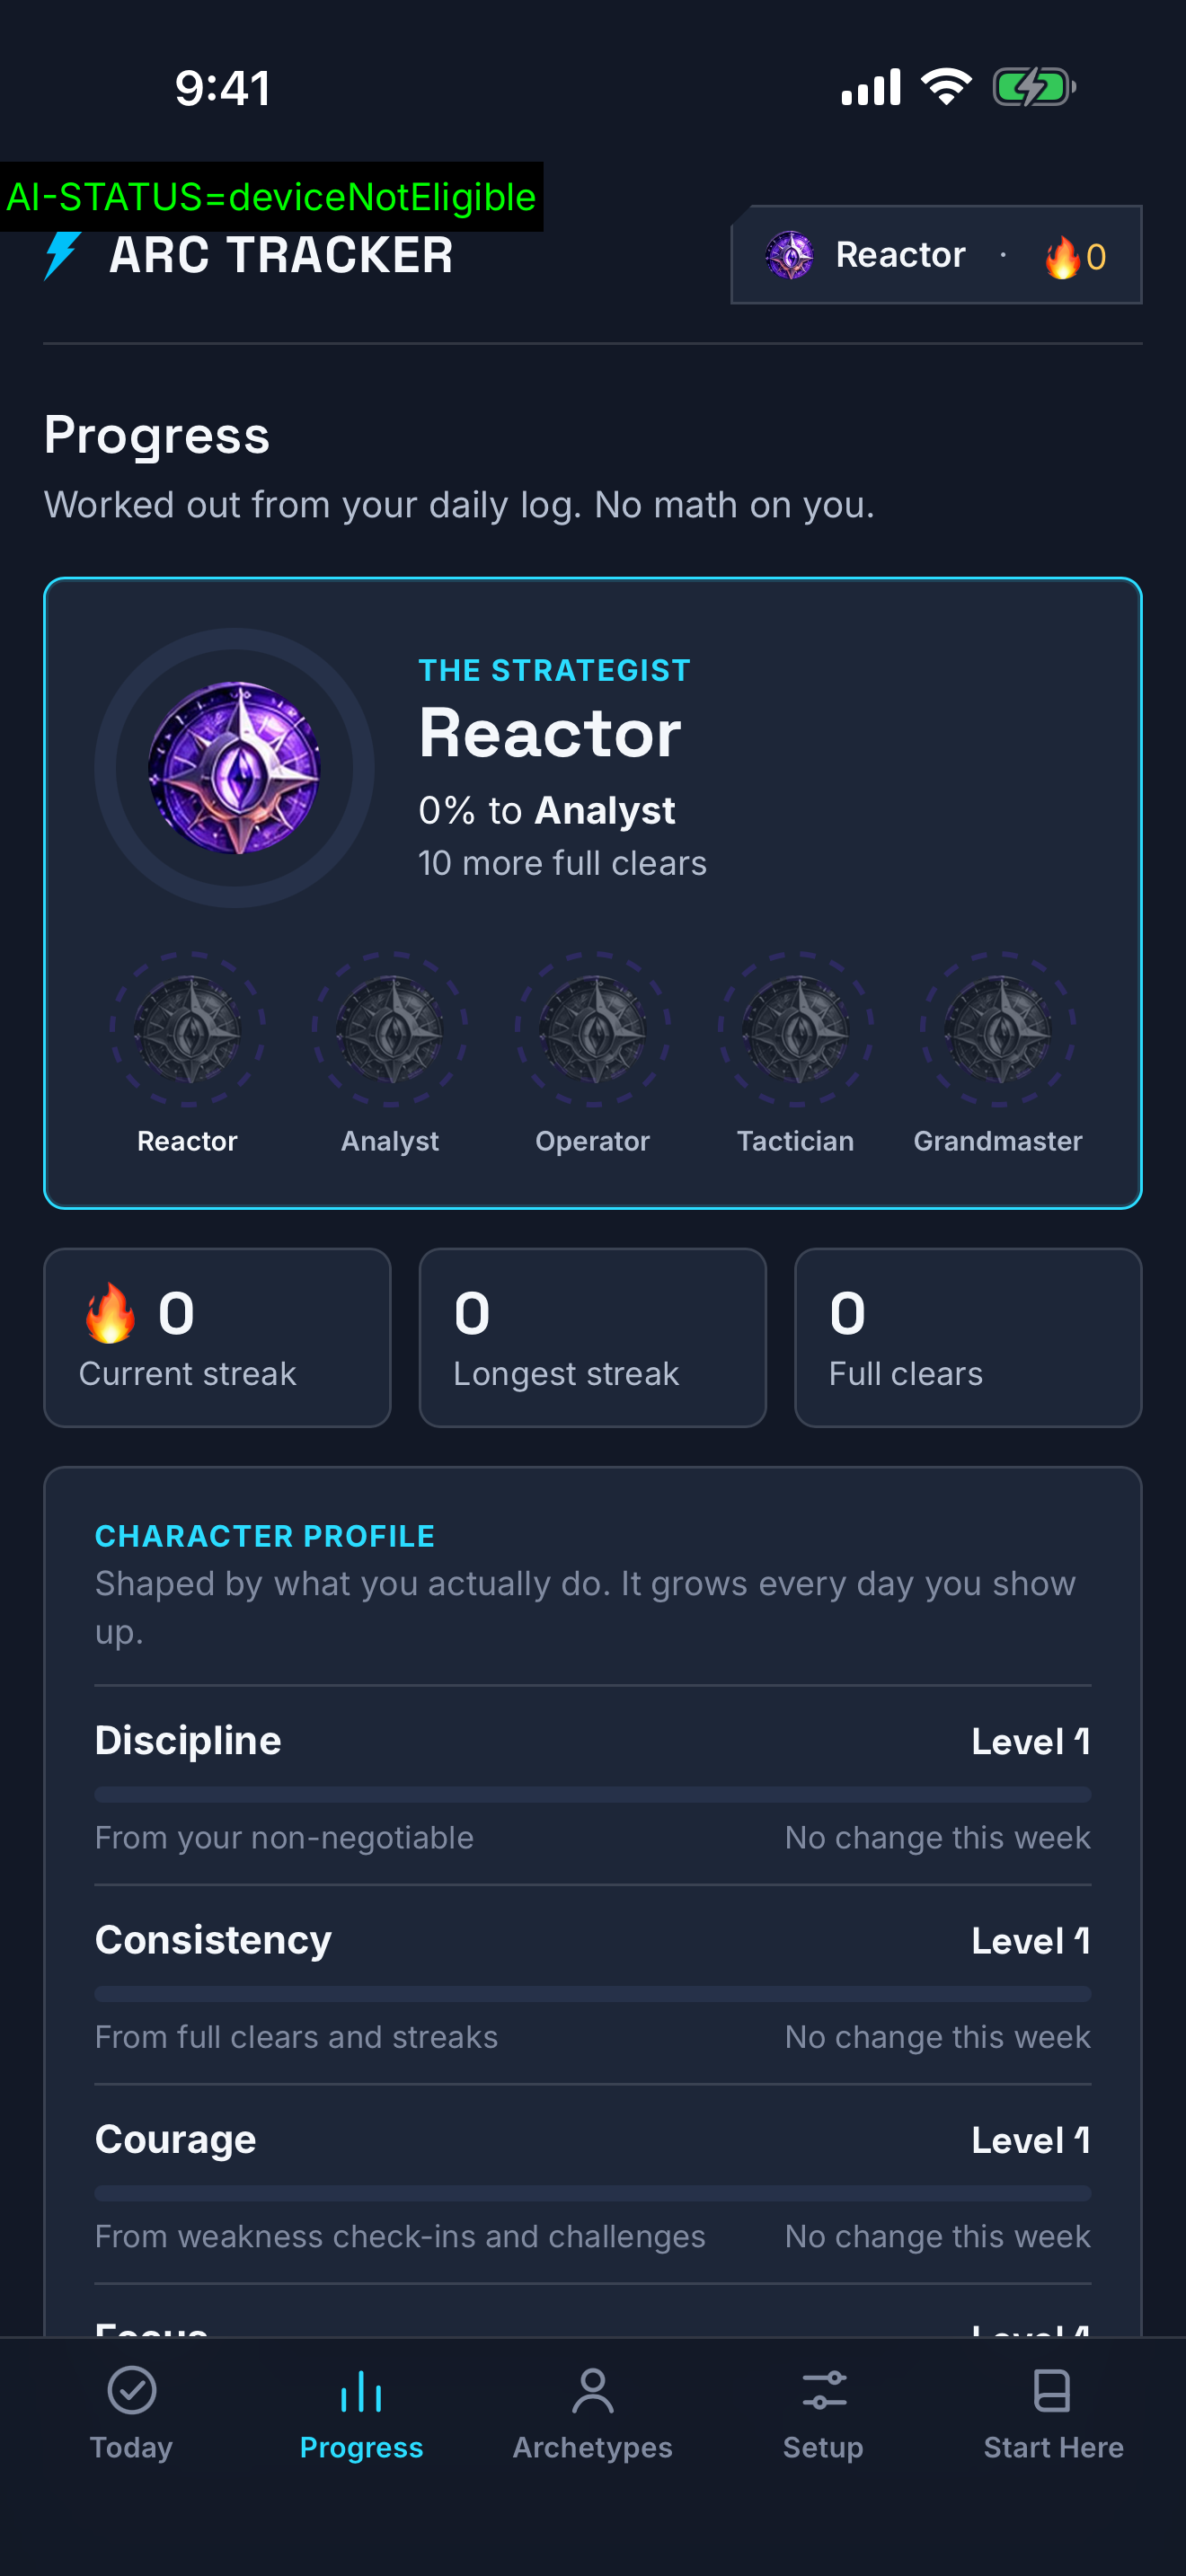 9:41
AI-STATUS=deviceNotEligible
ARC TRACKER
Reactor · 🔥0
Progress
Worked out from your daily log. No math on you.
THE STRATEGIST
Reactor
0% to Analyst
10 more full clears
Reactor Analyst Operator Tactician Grandmaster
🔥 0 0 0
Current streak Longest streak Full clears
CHARACTER PROFILE
Shaped by what you actually do. It grows every day you show
up.
Discipline Level 1
From your non-negotiable No change this week
Consistency Level 1
From full clears and streaks No change this week
Courage Level 1
From weakness check-ins and challenges No change this week
Today Progress Archetypes Setup Start Here